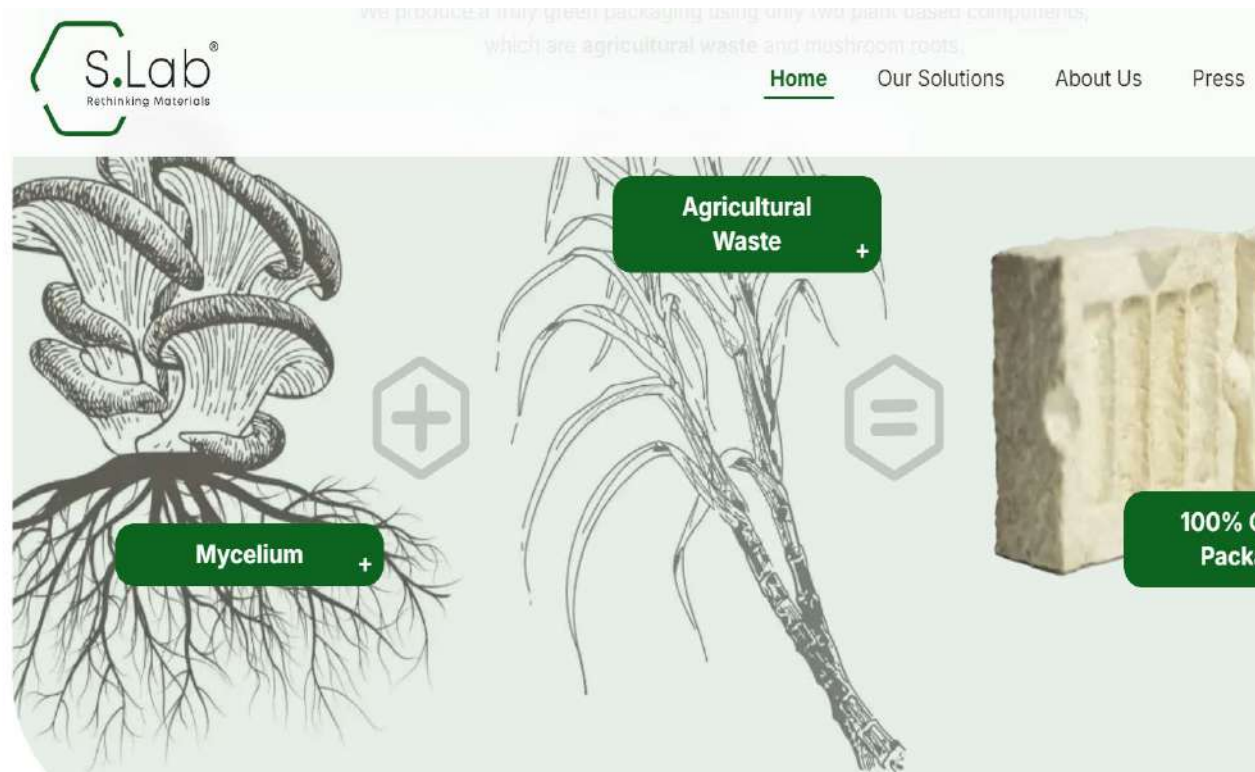 We produce a truly green packaging using only two plant based components,
which are agricultural waste and mushroom roots.
S.Lab®
Rethinking Materials
Home
Our Solutions
About Us
Press
Agricultural
Waste
+
Mycelium
+
100%